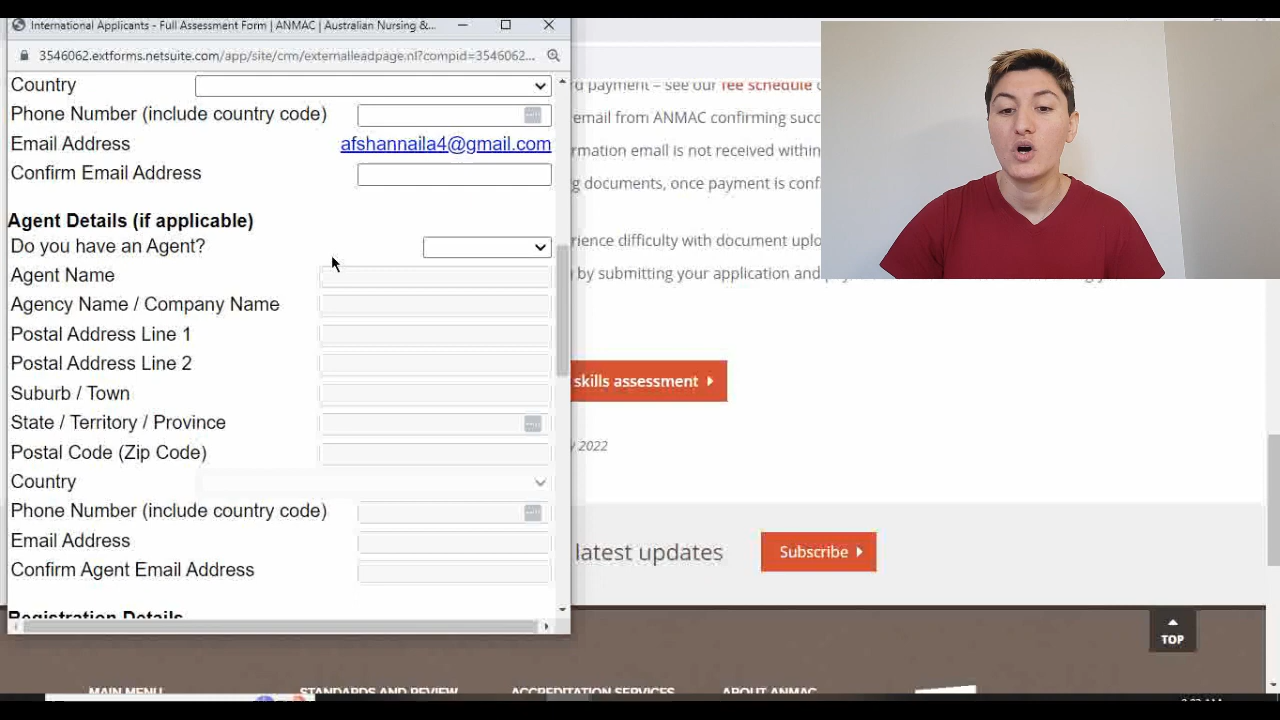 International Applicants - Full Assessment Form | ANMAC | Australian Nursing &...
3546062.extforms.netsuite.com/app/site/crm/externalleadpage.nl?compid=3546062...
Country
Phone Number (include country code)
Email Address afshannaila4@gmail.com
Confirm Email Address
Agent Details (if applicable)
Do you have an Agent?
Agent Name
Agency Name / Company Name
Postal Address Line 1
Postal Address Line 2
Suburb / Town
State / Territory / Province
Postal Code (Zip Code)
Country
Phone Number (include country code)
Email Address
Confirm Agent Email Address
Registration Details
d payment – see our fee schedule
email from ANMAC confirming succ
rmation email is not received within
g documents, once payment is confi
rience difficulty with document uplo
by submitting your application and
skills assessment
2022
latest updates
Subscribe
TOP
MAIN MENU
STANDARDS AND REVIEW
ACCREDITATION SERVICES
ABOUT ANMAC